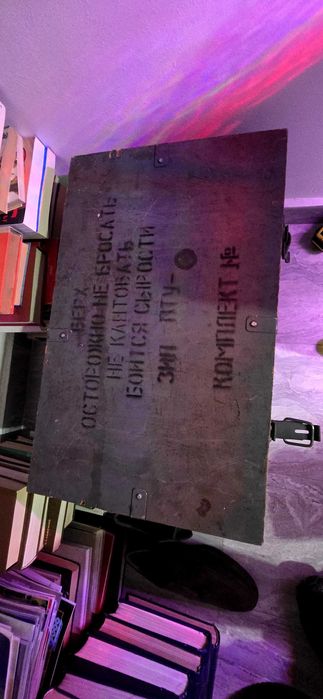 ВЕРХ
ОСТОРОЖНО НЕ БРОСАТЬ
НЕ КАНТОВАТЬ
БОИТСЯ СЫРОСТИ
ЗИП ПТУ-
КОМПЛЕКТ №